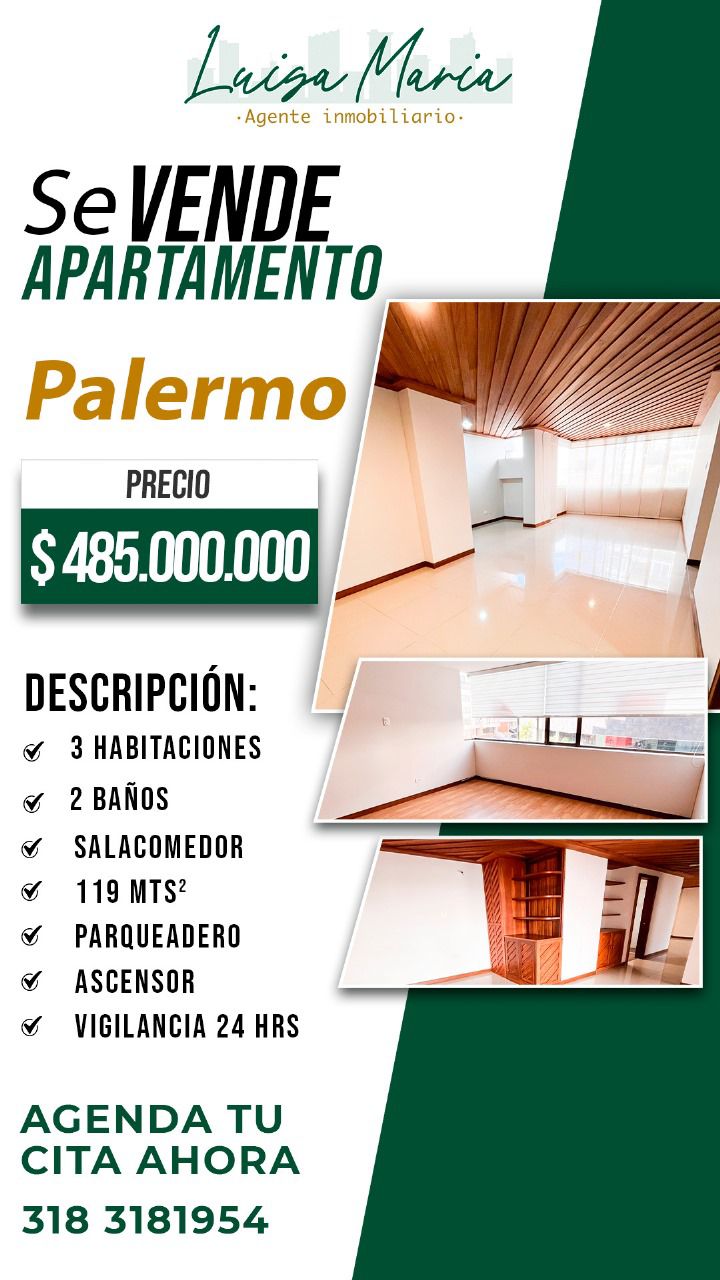 Luisa Maria
·Agente inmobiliario·
Se VENDE
APARTAMENTO
Palermo
PRECIO
$ 485.000.000
DESCRIPCIÓN:
3 HABITACIONES
2 BAÑOS
SALACOMEDOR
119 MTS²
PARQUEADERO
ASCENSOR
VIGILANCIA 24 HRS
AGENDA TU
CITA AHORA
318 3181954